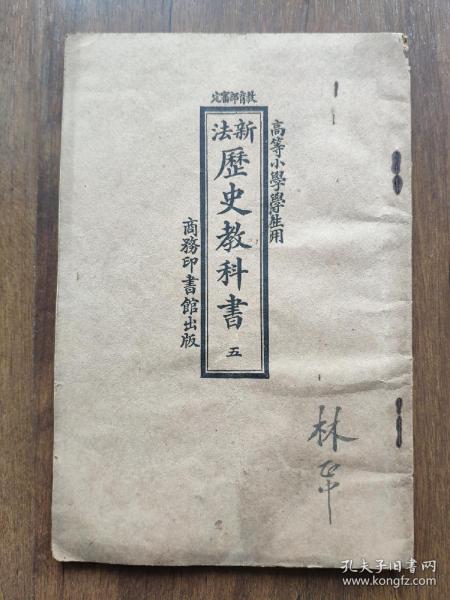 教育部審定
高等小學學生用
新法
歷史教科書 五
商務印書館出版
林
孔夫子旧书网
www.kongfz.com